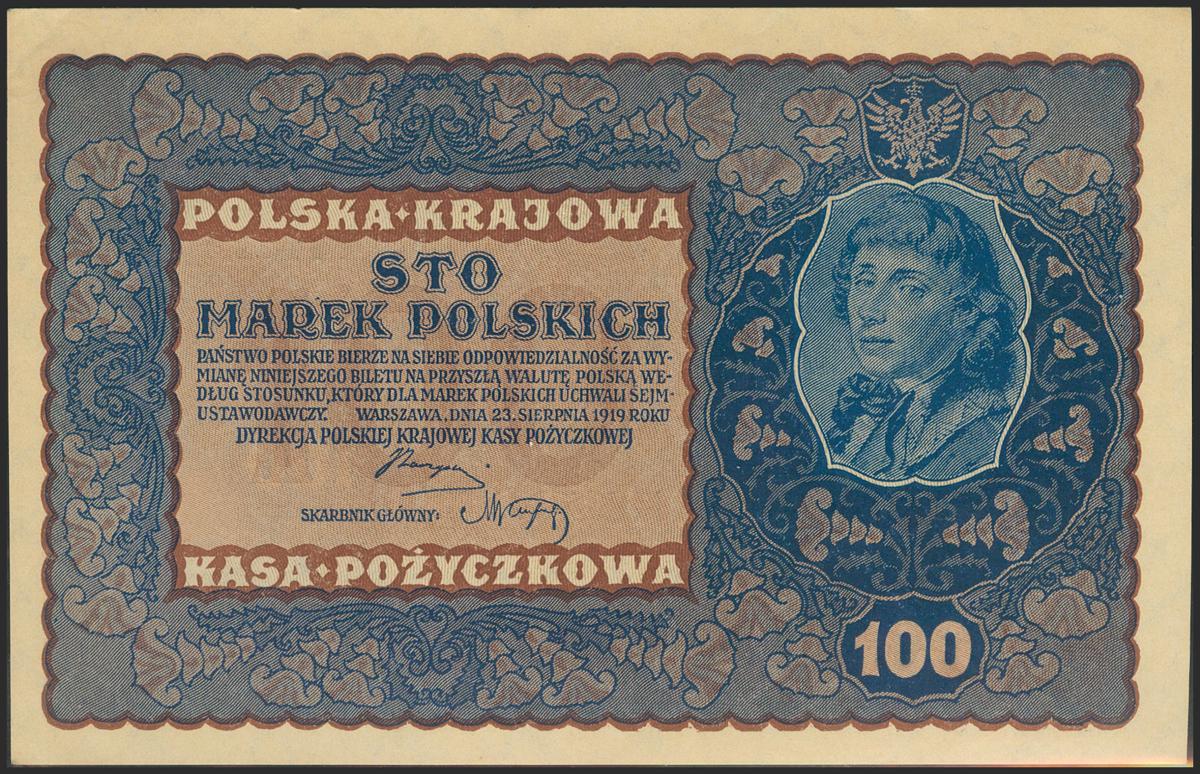 POLSKA·KRAJOWA
STO
MAREK POLSKICH
PAŃSTWO POLSKIE BIERZE NA SIEBIE ODPOWIEDZIALNOŚĆ ZA WY-
MIANĘ NINIEJSZEGO BILETU NA PRZYSZŁĄ WALUTĘ POLSKĄ WE-
DŁUG STOSUNKU, KTÓRY DLA MAREK POLSKICH UCHWALI SEJM-
USTAWODAWCZY. WARSZAWA, DNIA 23. SIERPNIA 1919 ROKU
DYREKCJA POLSKIEJ KRAJOWEJ KASY POŻYCZKOWEJ
SKARBNIK GŁÓWNY:
KASA·POŻYCZKOWA
100